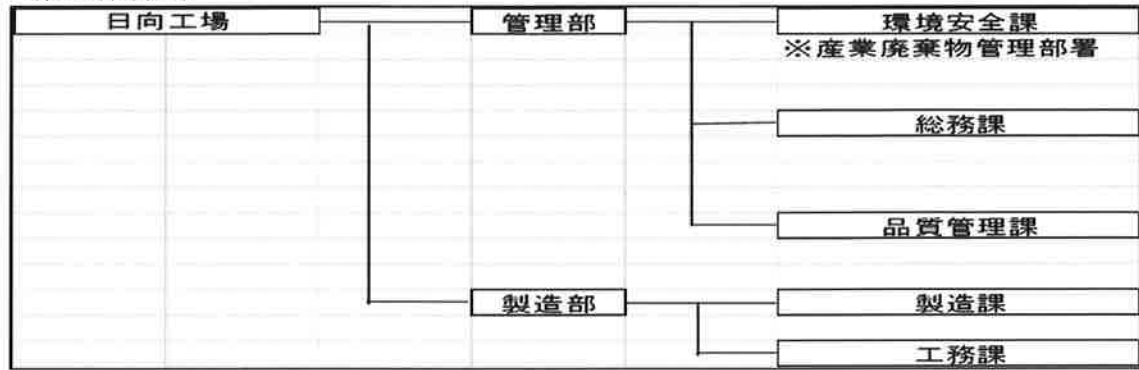 日向工場 管理部 環境安全課
※産業廃棄物管理部署
総務課
品質管理課
製造部 製造課
工務課